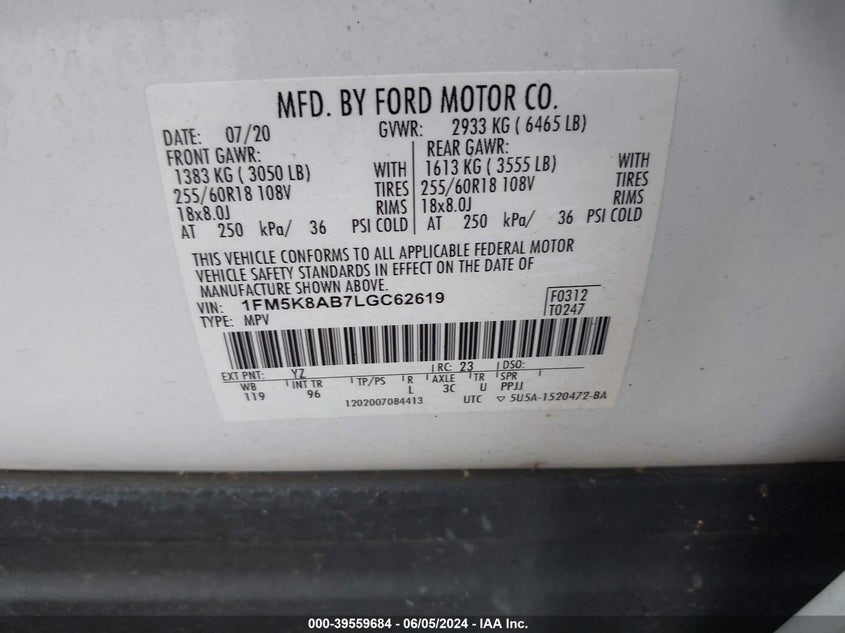 MFD. BY FORD MOTOR CO.
DATE: 07/20 GVWR: 2933 KG ( 6465 LB)
FRONT GAWR: REAR GAWR:
1383 KG ( 3050 LB) WITH 1613 KG ( 3555 LB) WITH
255/60R18 108V TIRES 255/60R18 108V TIRES
18x8.0J RIMS 18x8.0J RIMS
AT 250 kPa/ 36 PSI COLD AT 250 kPa/ 36 PSI COLD
THIS VEHICLE CONFORMS TO ALL APPLICABLE FEDERAL MOTOR
VEHICLE SAFETY STANDARDS IN EFFECT ON THE DATE OF
MANUFACTURE SHOWN ABOVE.
VIN: 1FM5K8AB7LGC62619 F0312
TYPE: MPV T0247
EXT PNT: YZ RC: 23 DSO:
WB INT TR TP/PS R AXLE TR SPR
119 96 L 3C U PPJJ
1202007084413 UTC ▽ 5U5A-1520472-BA
000-39559684 - 06/05/2024 - IAA Inc.